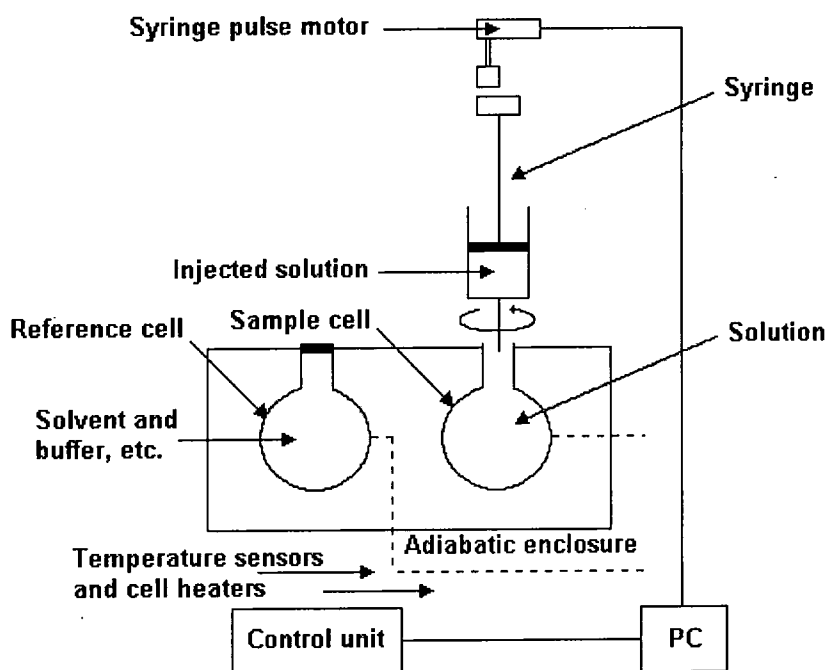 Syringe pulse motor
Syringe
Injected solution
Reference cell
Sample cell
Solution
Solvent and
buffer, etc.
Adiabatic enclosure
Temperature sensors
and cell heaters
Control unit
PC